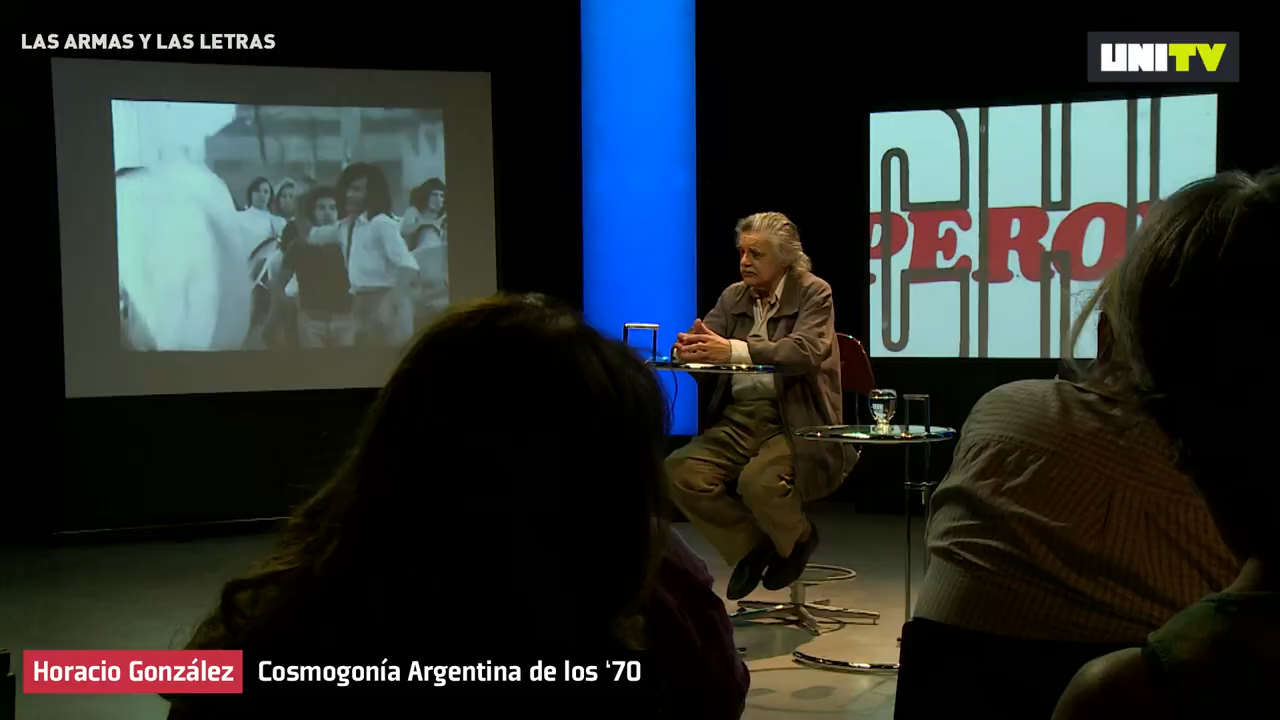 LAS ARMAS Y LAS LETRAS
UNITV
PERO
Horacio González Cosmogonía Argentina de los ‘70